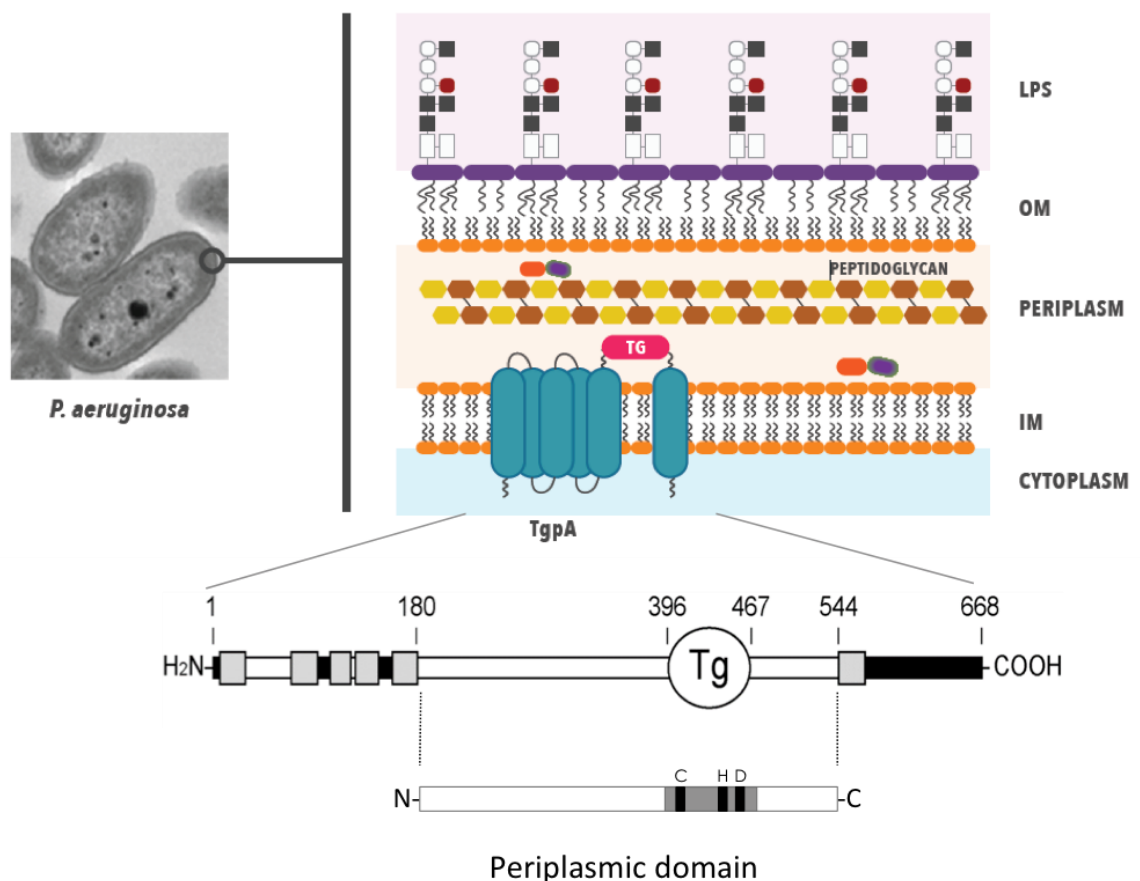 LPS
OM
PEPTIDOGLYCAN
PERIPLASM
TG
P. aeruginosa
IM
CYTOPLASM
TgpA
1 180 396 467 544 668
H2N- Tg -COOH
C H D
N- -C
Periplasmic domain